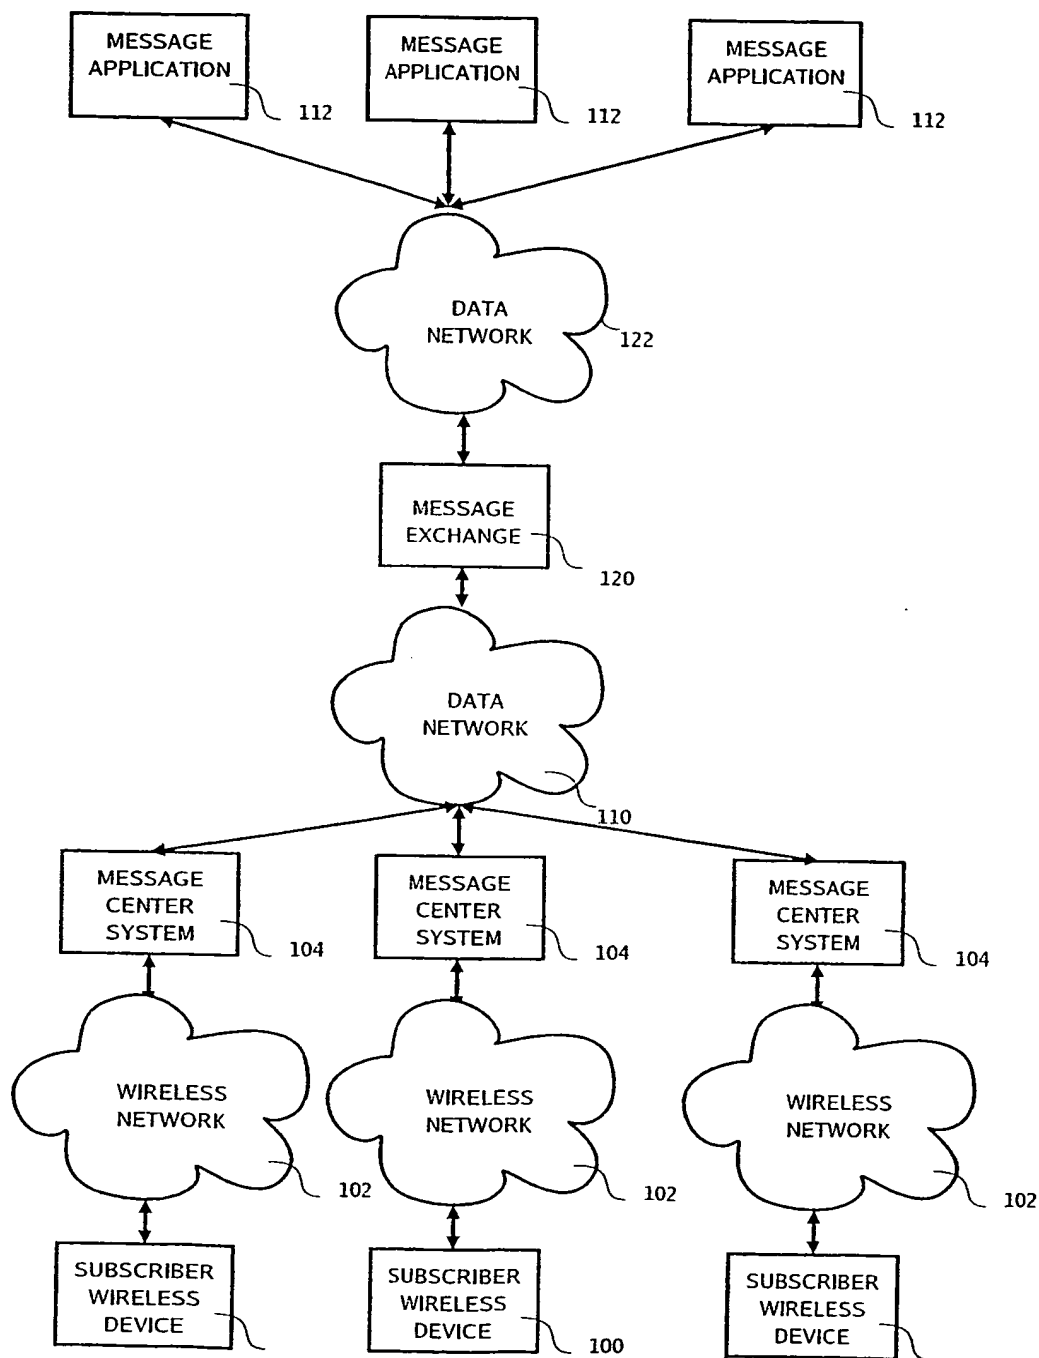 MESSAGE
APPLICATION
112
MESSAGE
APPLICATION
112
MESSAGE
APPLICATION
112
DATA
NETWORK
122
MESSAGE
EXCHANGE
120
DATA
NETWORK
110
MESSAGE
CENTER
SYSTEM
104
MESSAGE
CENTER
SYSTEM
104
MESSAGE
CENTER
SYSTEM
104
WIRELESS
NETWORK
102
WIRELESS
NETWORK
102
WIRELESS
NETWORK
102
SUBSCRIBER
WIRELESS
DEVICE
SUBSCRIBER
WIRELESS
DEVICE
100
SUBSCRIBER
WIRELESS
DEVICE